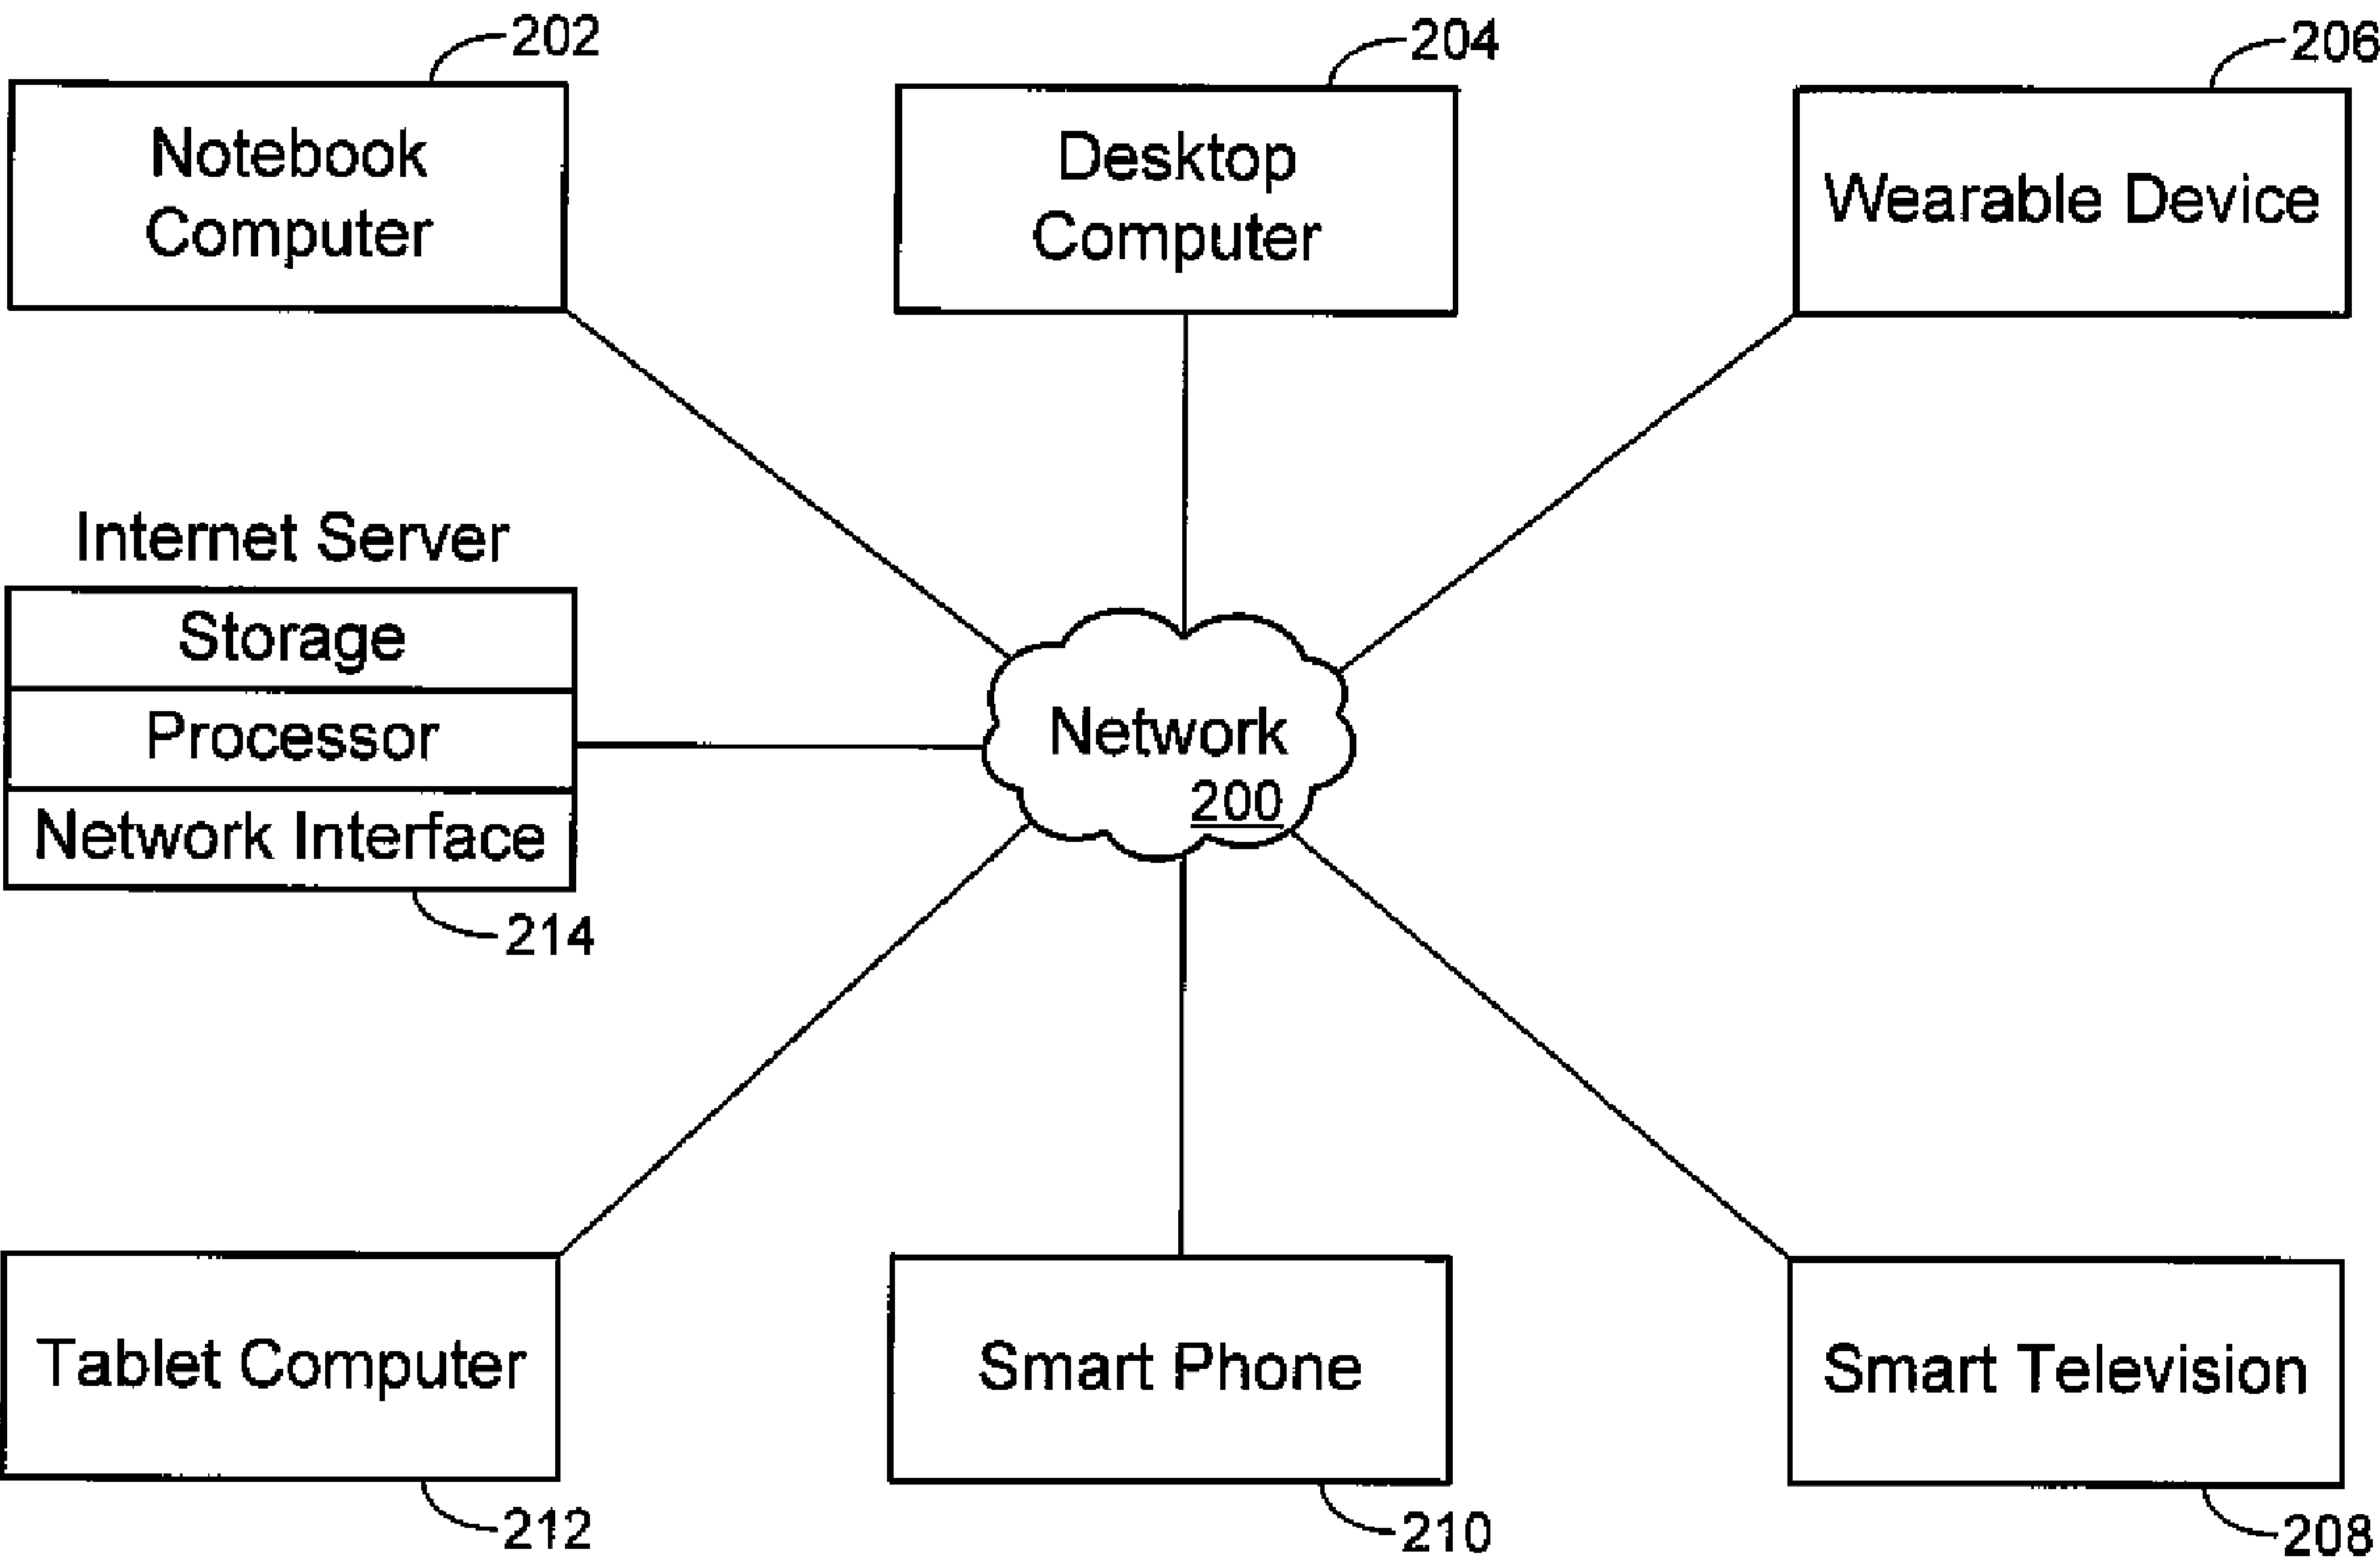 202
204
206
Notebook
Computer
Desktop
Computer
Wearable Device
Internet Server
Storage
Processor
Network Interface
214
Network
200
Tablet Computer
212
Smart Phone
210
Smart Television
208